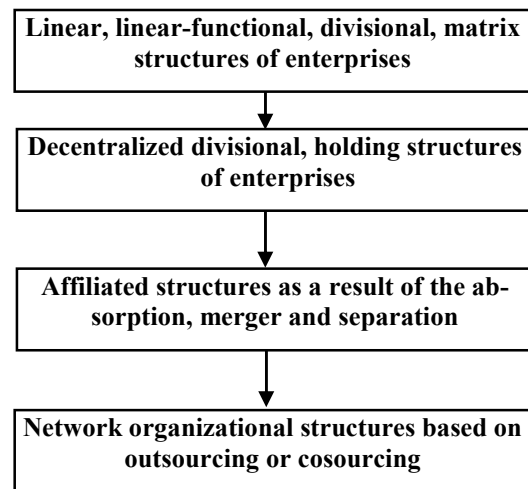 Linear, linear-functional, divisional, matrix
structures of enterprises
Decentralized divisional, holding structures
of enterprises
Affiliated structures as a result of the ab-
sorption, merger and separation
Network organizational structures based on
outsourcing or cosourcing